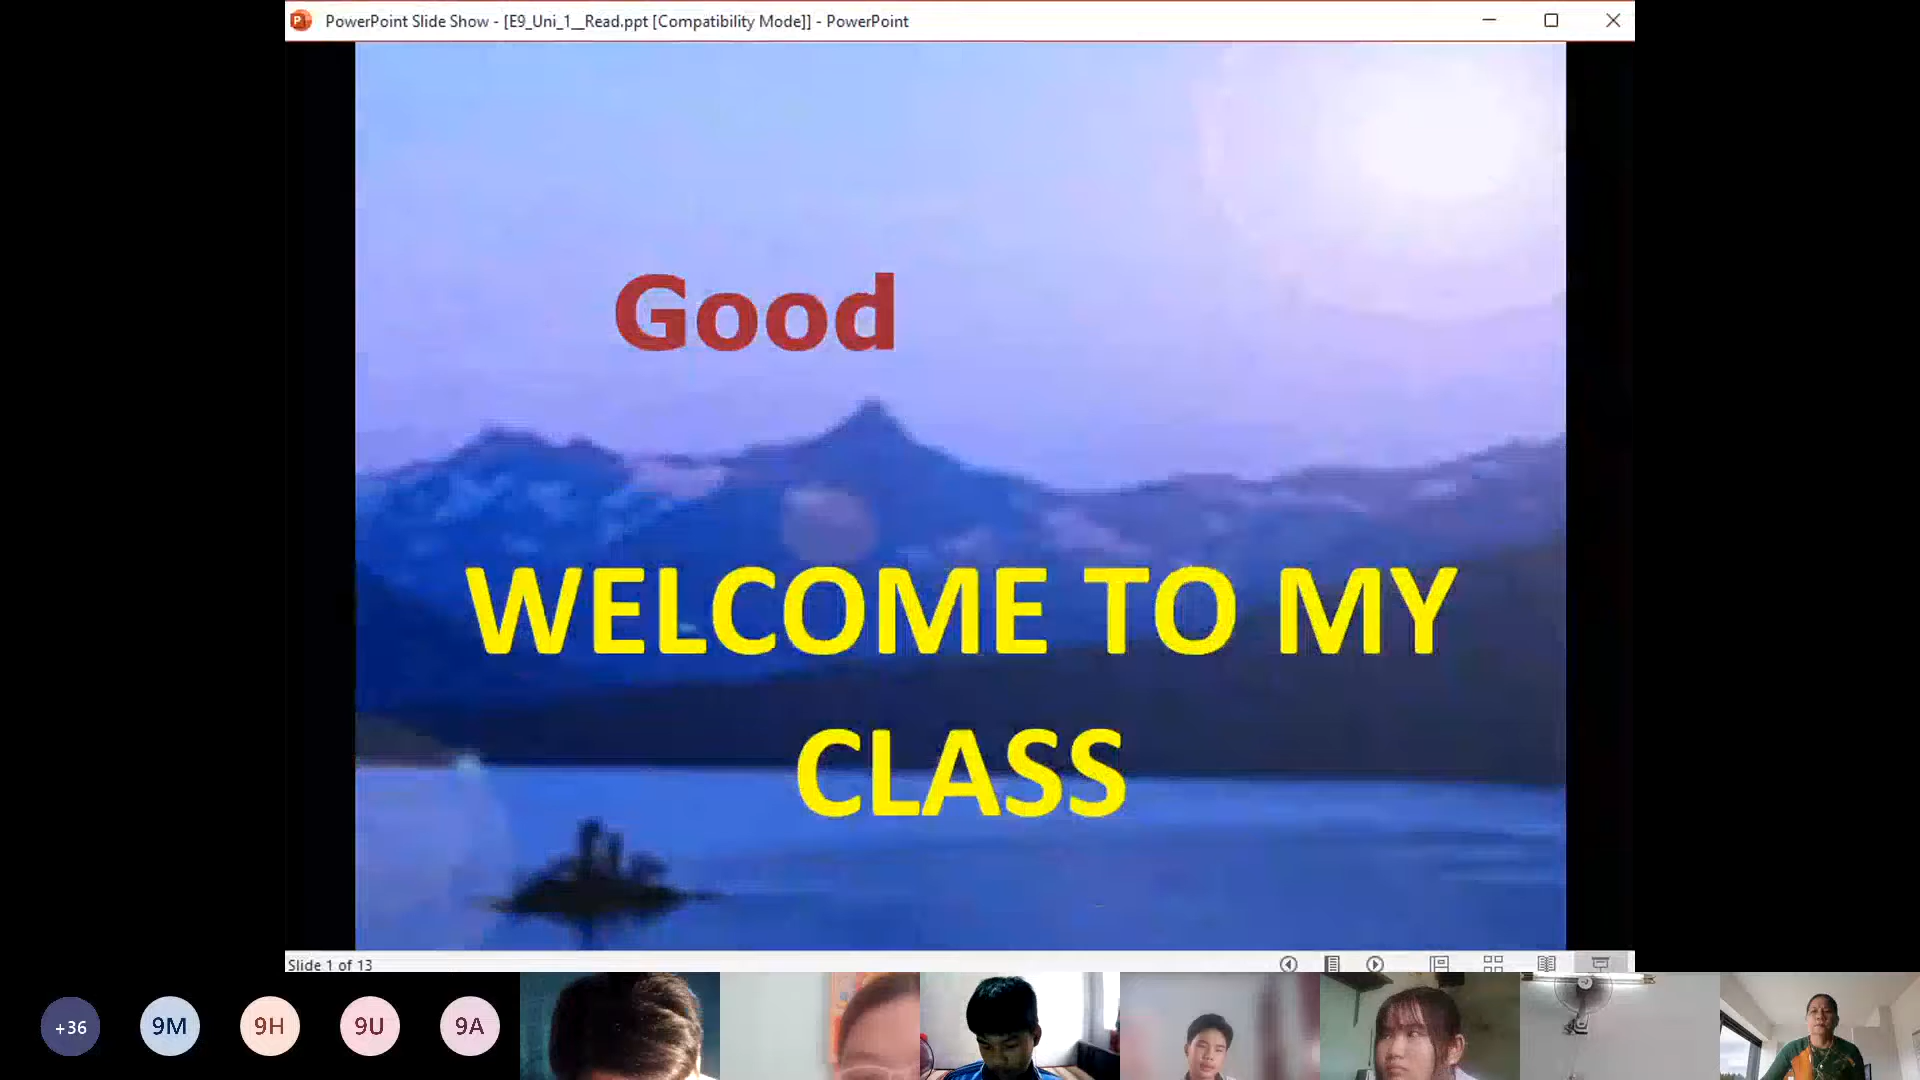 PowerPoint Slide Show - [E9_Uni_1__Read.ppt [Compatibility Mode]] - PowerPoint
Good
WELCOME TO MY
CLASS
Slide 1 of 13
+36
9M
9H
9U
9A